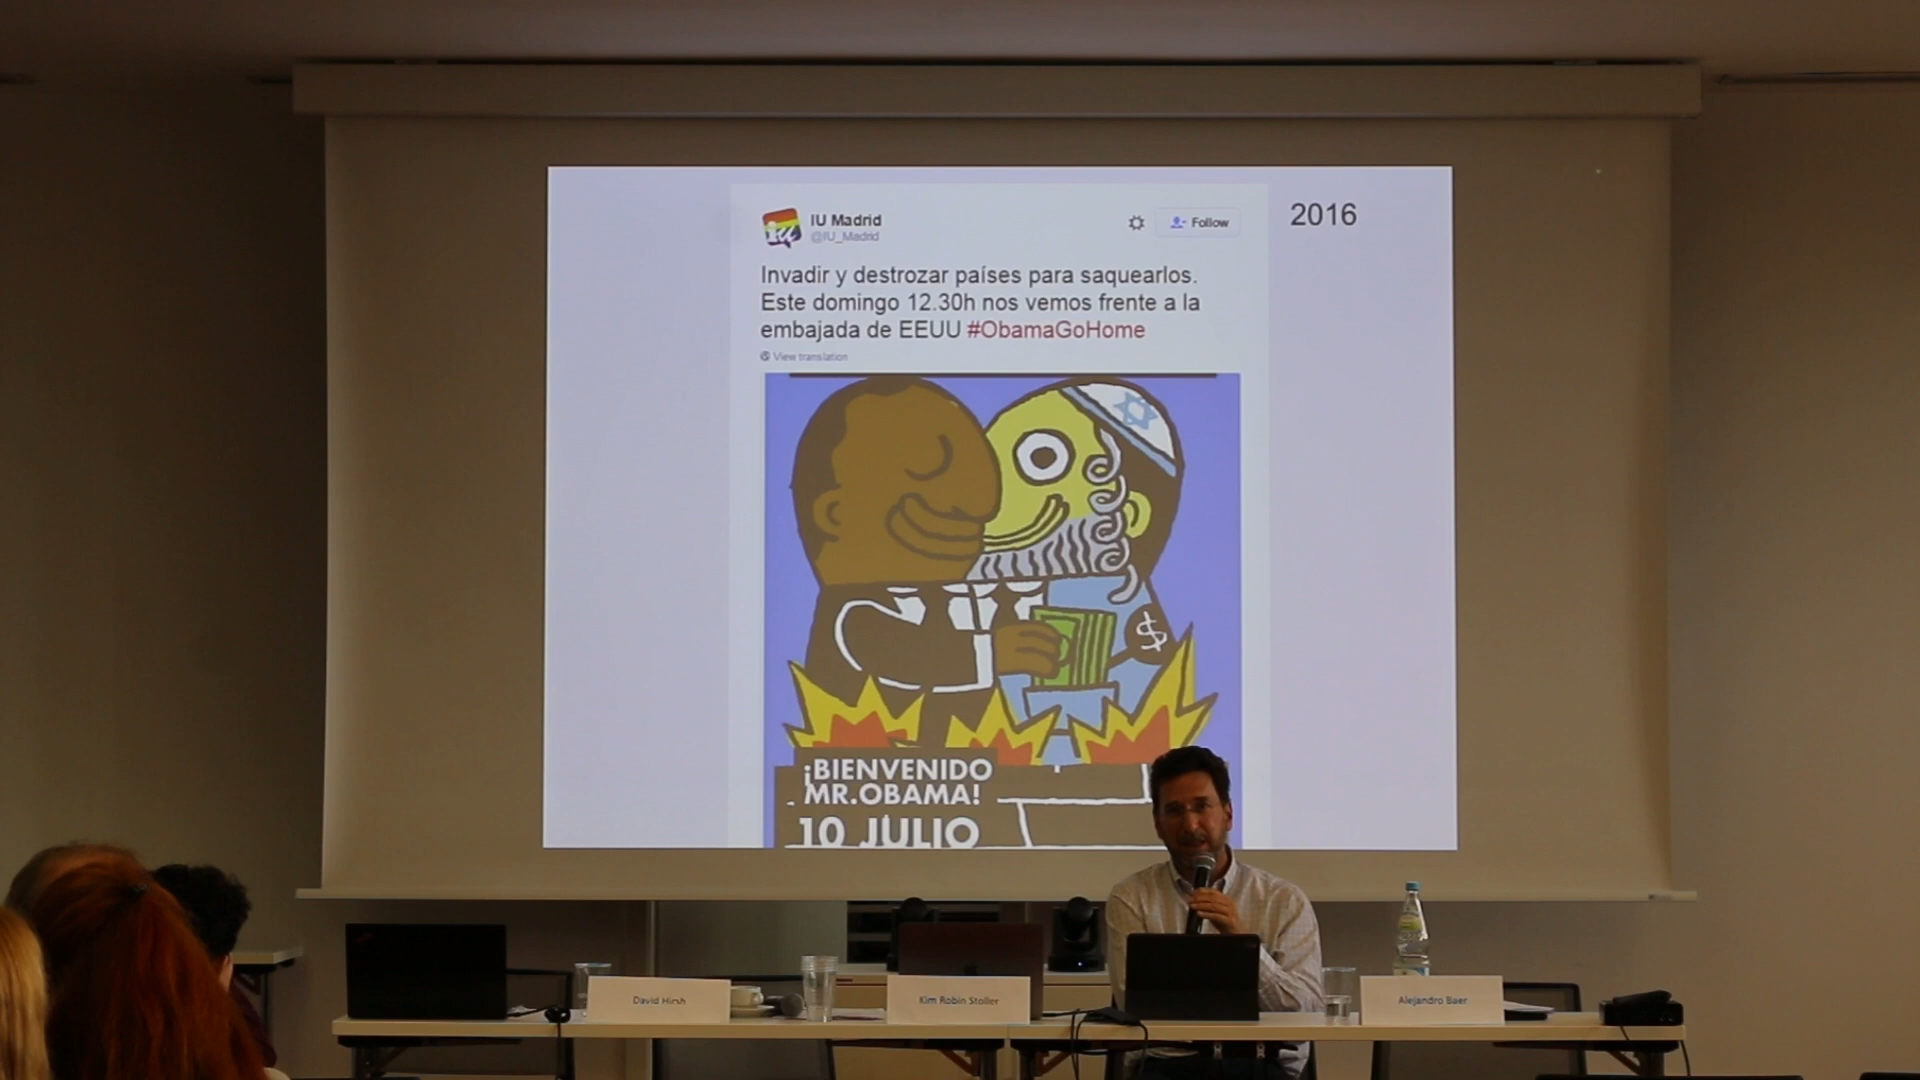 2016
iu
IU Madrid
@IU_Madrid
Follow
Invadir y destrozar países para saquearlos.
Este domingo 12.30h nos vemos frente a la
embajada de EEUU #ObamaGoHome
View translation
$
¡BIENVENIDO
MR.OBAMA!
10 JULIO
David Hirsh
Kim Robin Stoller
Alejandro Baer